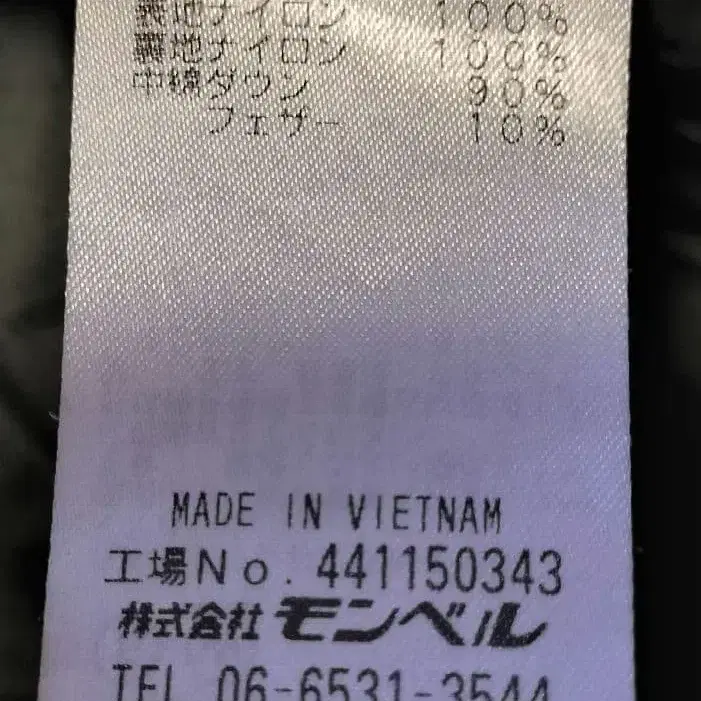 表地ナイロン 100%
裏地ナイロン 100%
中綿ダウン 90%
フェザー 10%
MADE IN VIETNAM
工場No. 441150343
株式会社モンベル
TEL 06-6531-3544